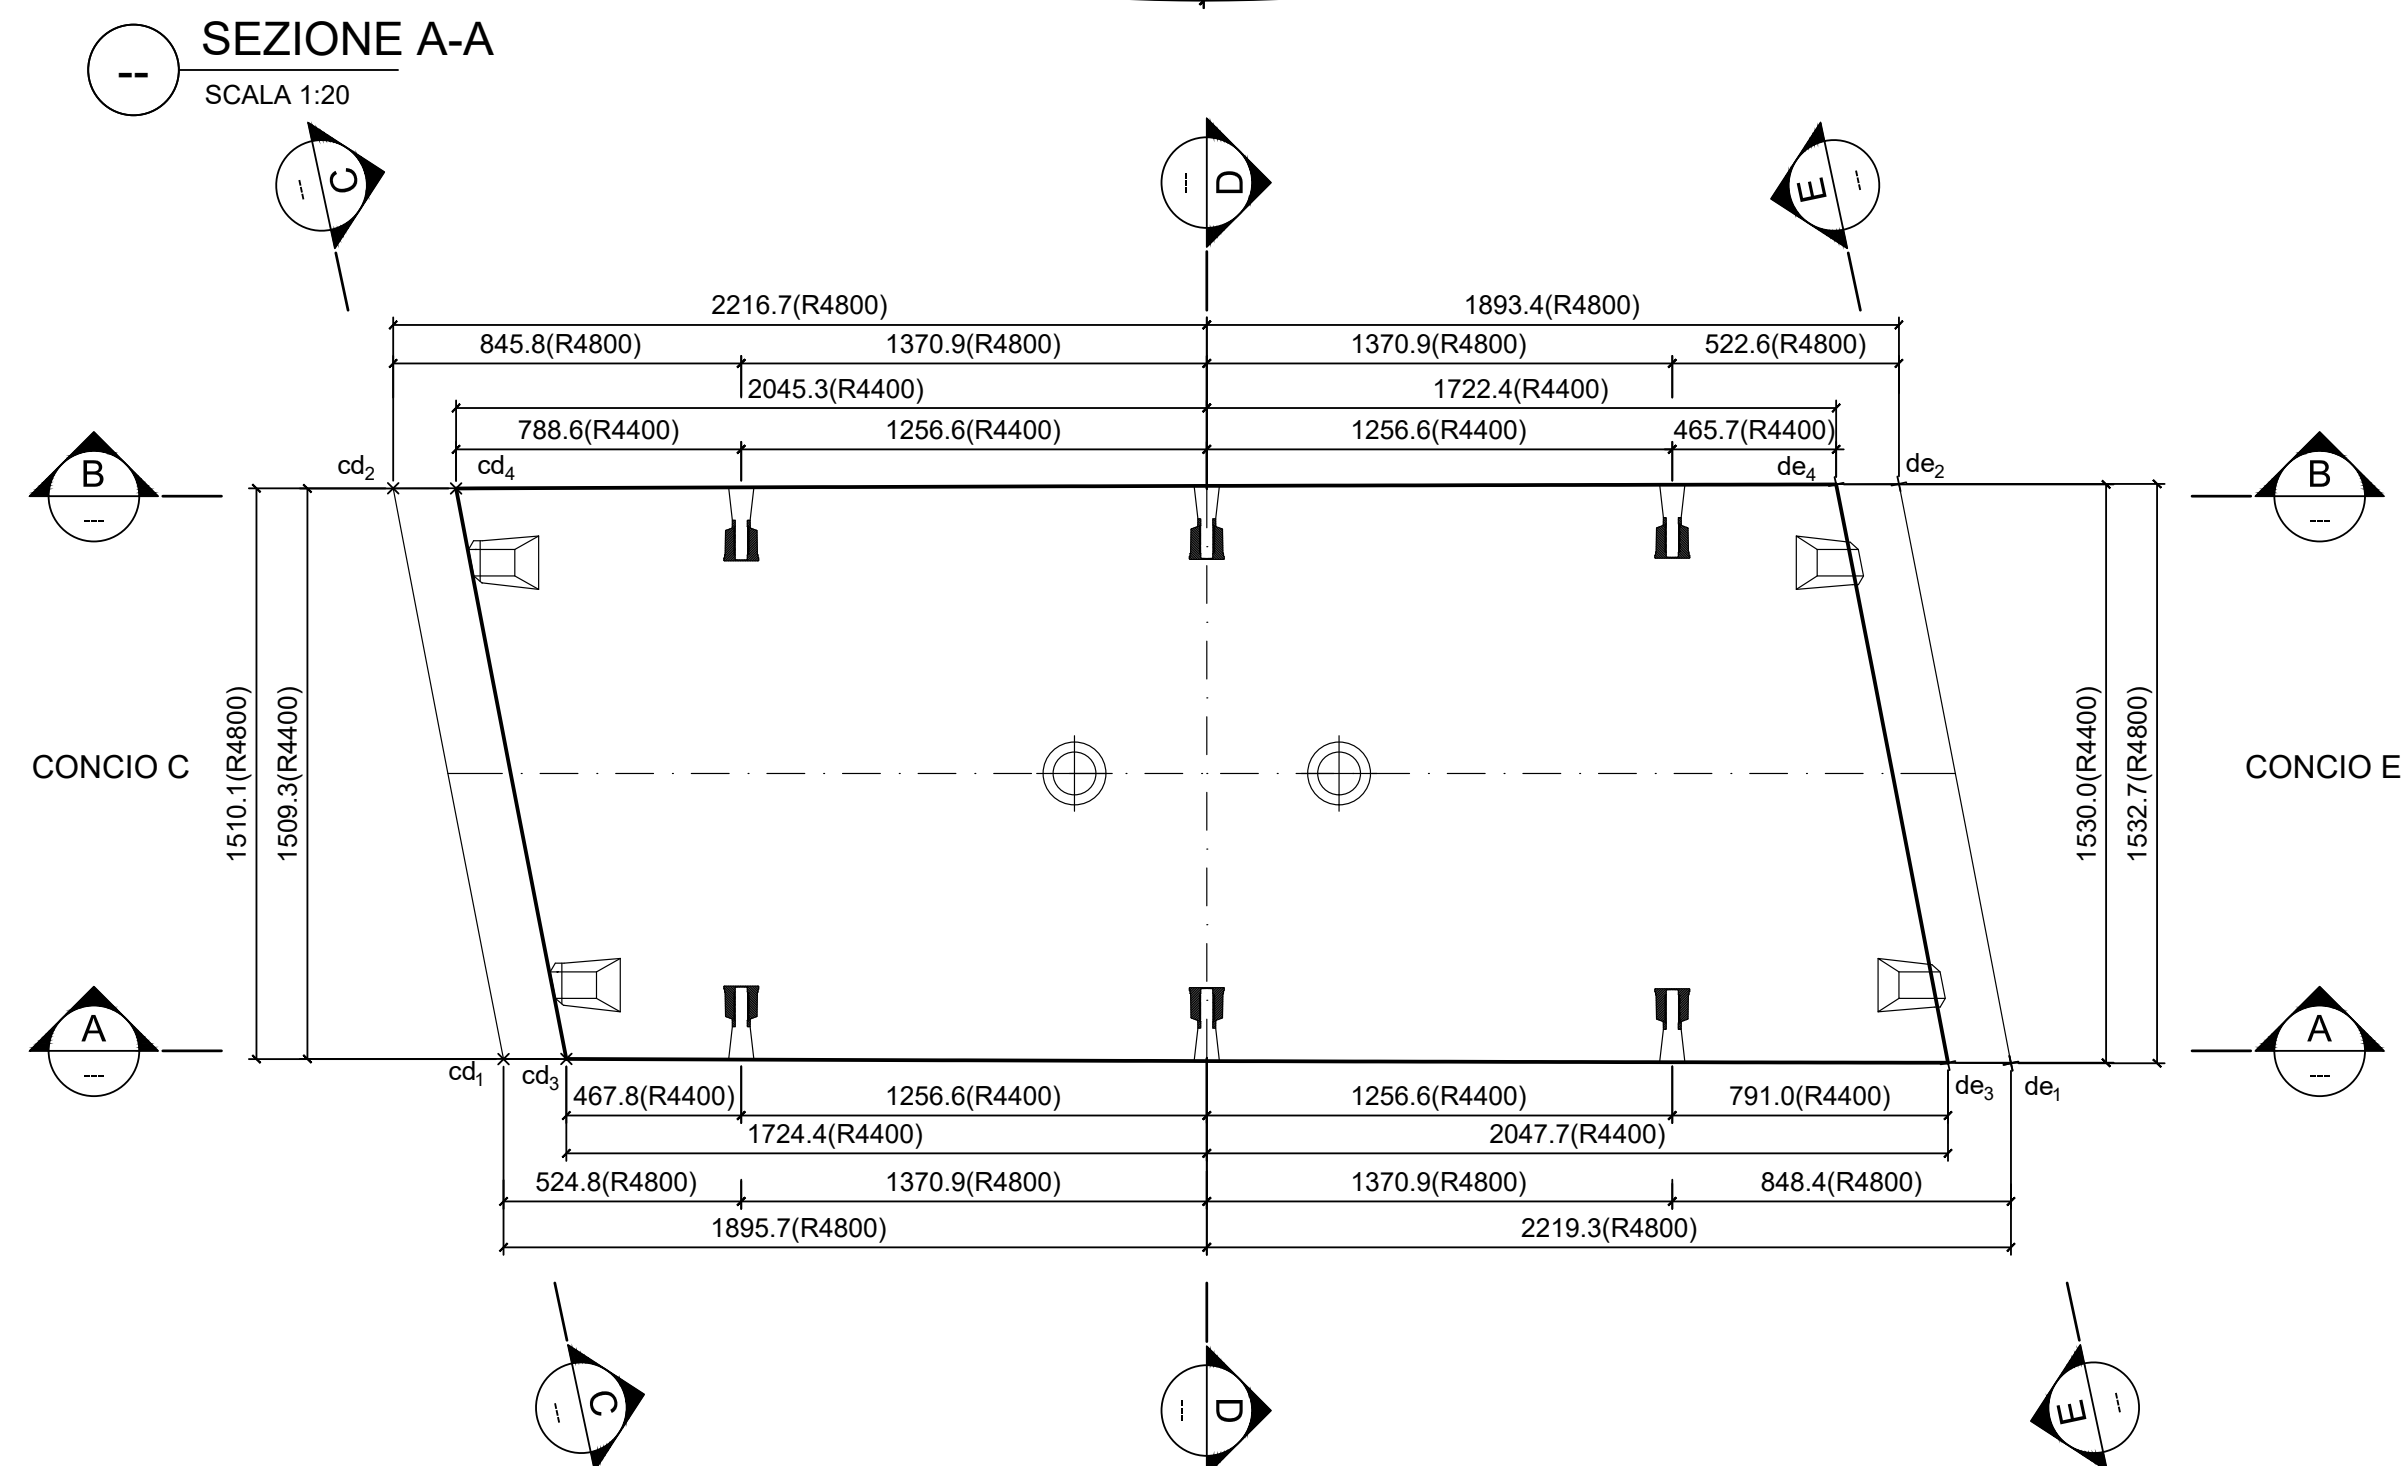 SEZIONE A-A
--
SCALA 1:20
C
---
D
---
E
---
2216.7(R4800)
1893.4(R4800)
845.8(R4800)
1370.9(R4800)
1370.9(R4800)
522.6(R4800)
2045.3(R4400)
1722.4(R4400)
788.6(R4400)
1256.6(R4400)
1256.6(R4400)
465.7(R4400)
cd2
cd4
de4
de2
B
---
B
---
CONCIO C
1510.1(R4800)
1509.3(R4400)
1530.0(R4400)
1532.7(R4800)
CONCIO E
A
---
A
---
cd1
cd3
de3
de1
467.8(R4400)
1256.6(R4400)
1256.6(R4400)
791.0(R4400)
1724.4(R4400)
2047.7(R4400)
524.8(R4800)
1370.9(R4800)
1370.9(R4800)
848.4(R4800)
1895.7(R4800)
2219.3(R4800)
C
---
D
---
E
---